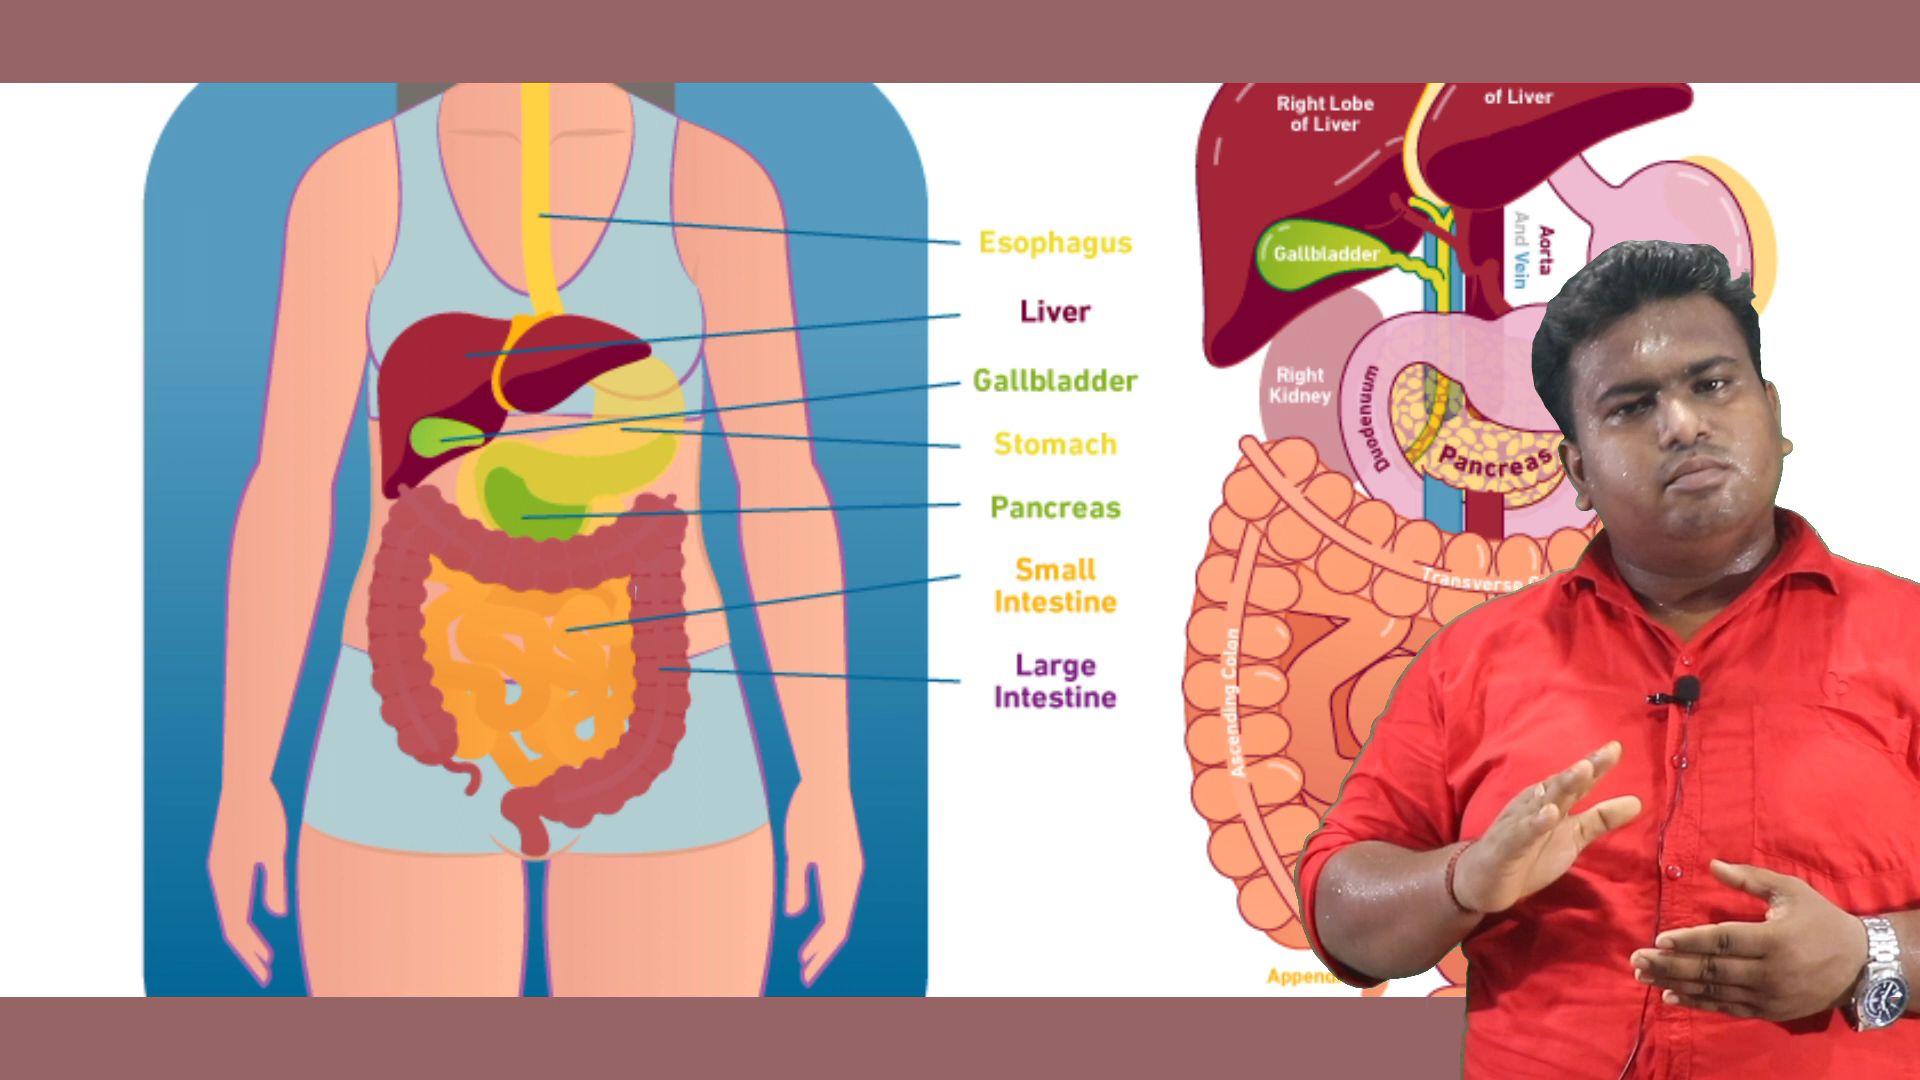 Esophagus
Liver
Gallbladder
Stomach
Pancreas
Small
Intestine
Large
Intestine
Right Lobe
of Liver
of Liver
Gallbladder
Aorta
And Vein
Right
Kidney
Duodenum
Pancreas
Transverse
Ascending Colon